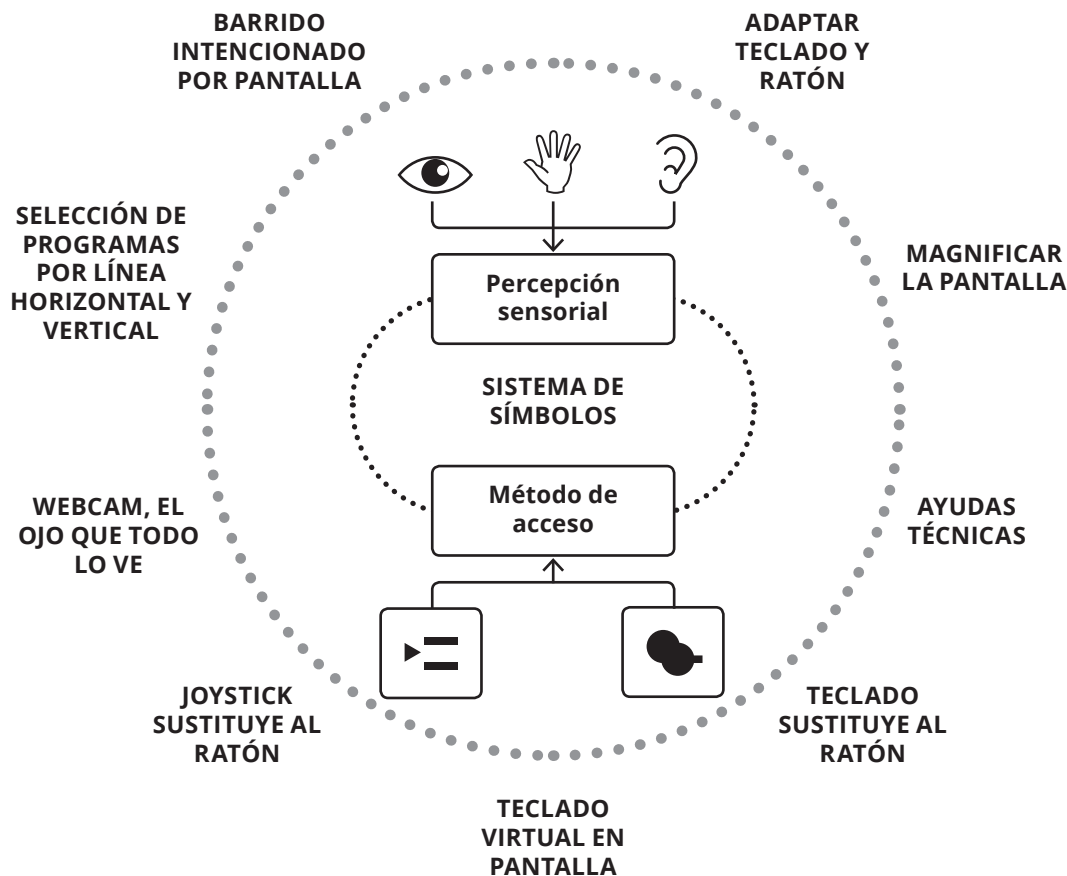 BARRIDO
INTENCIONADO
POR PANTALLA
ADAPTAR
TECLADO Y
RATÓN
SELECCIÓN DE
PROGRAMAS
POR LÍNEA
HORIZONTAL Y
VERTICAL
MAGNIFICAR
LA PANTALLA
Percepción
sensorial
SISTEMA DE
SÍMBOLOS
Método de
acceso
WEBCAM, EL
OJO QUE TODO
LO VE
AYUDAS
TÉCNICAS
JOYSTICK
SUSTITUYE AL
RATÓN
TECLADO
SUSTITUYE AL
RATÓN
TECLADO
VIRTUAL EN
PANTALLA